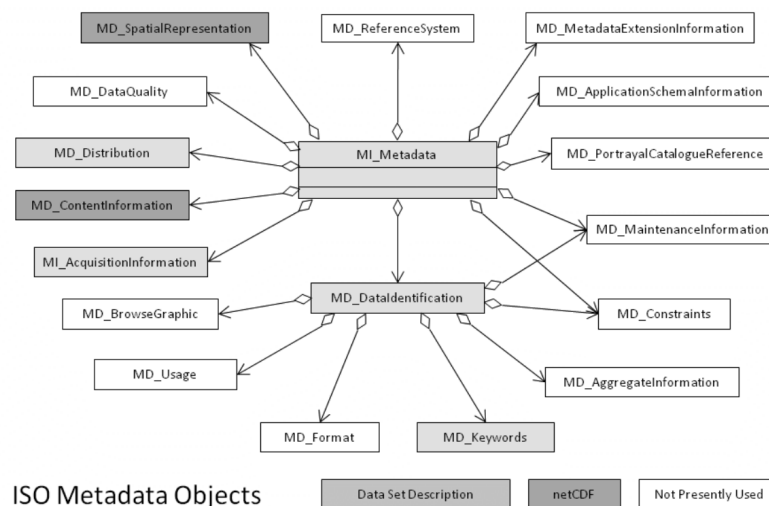 MD_SpatialRepresentation
MD_ReferenceSystem
MD_MetadataExtensionInformation
MD_DataQuality
MD_ApplicationSchemaInformation
MD_Distribution
MI_Metadata
MD_PortrayalCatalogueReference
MD_ContentInformation
MD_MaintenanceInformation
MI_AcquisitionInformation
MD_DataIdentification
MD_BrowseGraphic
MD_Constraints
MD_Usage
MD_AggregateInformation
MD_Format
MD_Keywords
ISO Metadata Objects
Data Set Description
netCDF
Not Presently Used